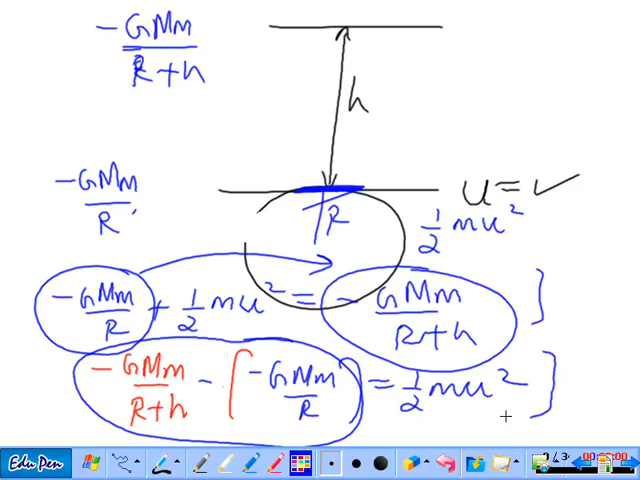 -GMm
R+h
h
-GMm
R
R
u=✓
1/2 mu²
-GMm/R + 1/2 mu² = -GMm/R+h
-GMm/R+h - (-GMm/R) = 1/2 mu²
Edu Pen